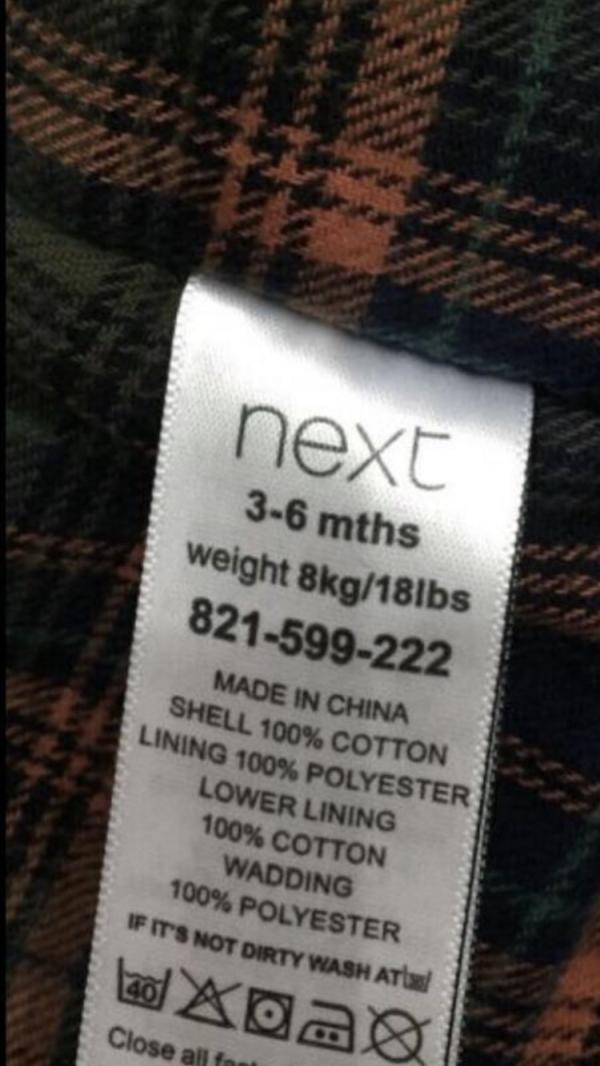 next
3-6 mths
weight 8kg/18lbs
821-599-222
MADE IN CHINA
SHELL 100% COTTON
LINING 100% POLYESTER
LOWER LINING
100% COTTON
WADDING
100% POLYESTER
IF IT'S NOT DIRTY WASH AT
40
Close all